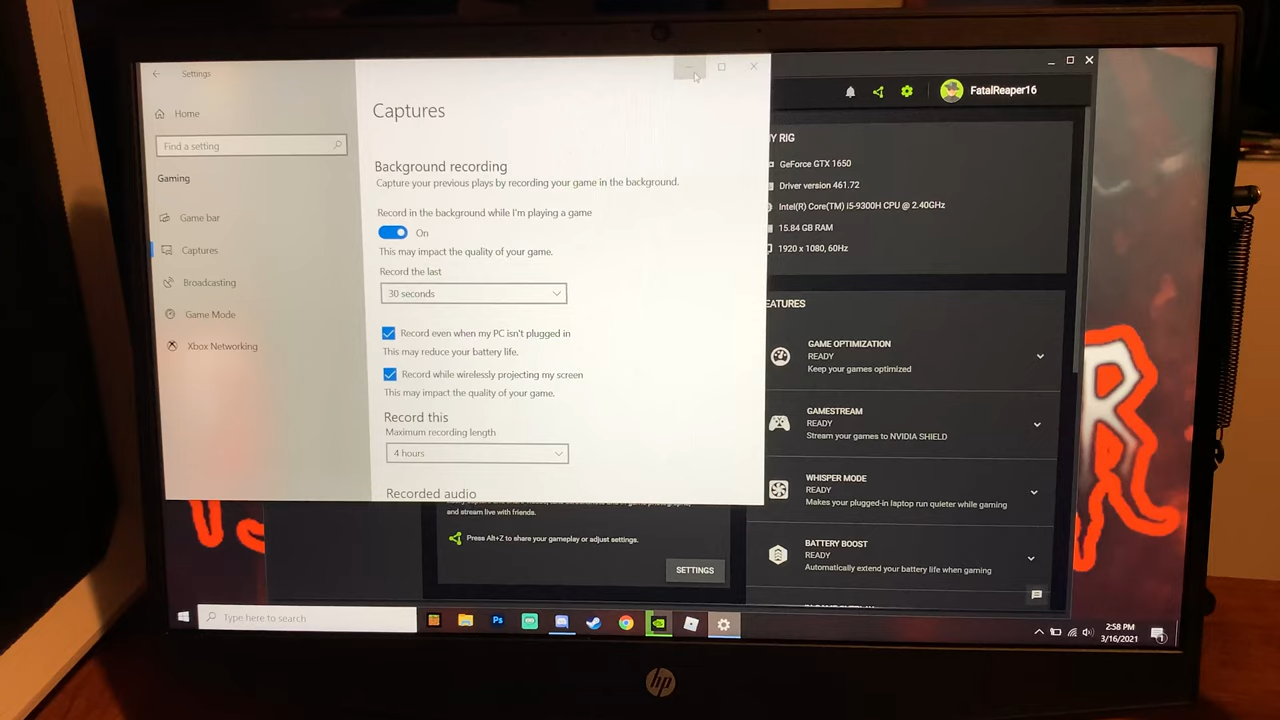 Settings
Home
Find a setting
Gaming
Game bar
Captures
Broadcasting
Game Mode
Xbox Networking
Captures
Background recording
Capture your previous plays by recording your game in the background.
Record in the background while I'm playing a game
On
This may impact the quality of your game.
Record the last
30 seconds
Record even when my PC isn't plugged in
This may reduce your battery life.
Record while wirelessly projecting my screen
This may impact the quality of your game.
Record this
Maximum recording length
4 hours
Recorded audio
FatalReaper16
Y RIG
GeForce GTX 1650
Driver version 461.72
Intel(R) Core(TM) i5-9300H CPU @ 2.40GHz
15.84 GB RAM
1920 x 1080, 60Hz
EATURES
GAME OPTIMIZATION
READY
Keep your games optimized
GAMESTREAM
READY
Stream your games to NVIDIA SHIELD
WHISPER MODE
READY
Makes your plugged-in laptop run quieter while gaming
BATTERY BOOST
READY
Automatically extend your battery life when gaming
and stream live with friends.
Press Alt+Z to share your gameplay or adjust settings.
SETTINGS
Type here to search
Ps
2:58 PM
3/16/2021
1
hp